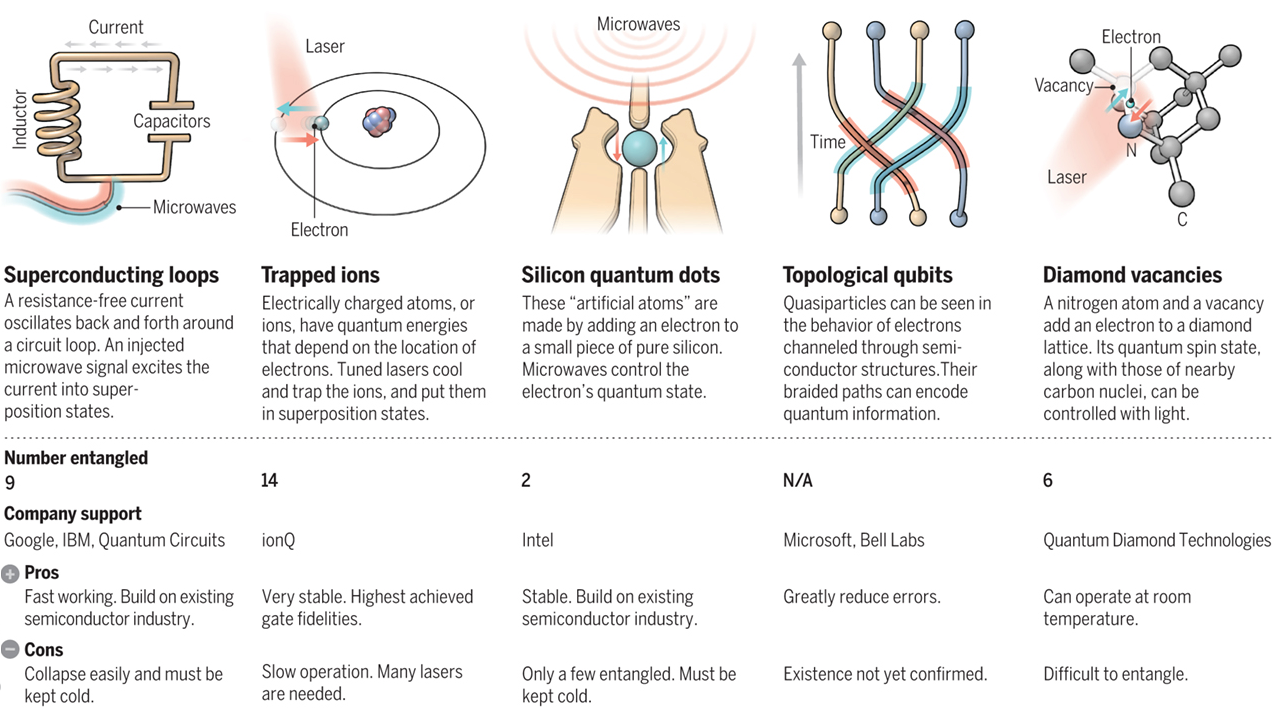 Current
Inductor
Capacitors
Microwaves
Laser
Electron
Microwaves
Time
Electron
Vacancy
N
Laser
C
Superconducting loops
A resistance-free current
oscillates back and forth around
a circuit loop. An injected
microwave signal excites the
current into super-
position states.
Trapped ions
Electrically charged atoms, or
ions, have quantum energies
that depend on the location of
electrons. Tuned lasers cool
and trap the ions, and put them
in superposition states.
Silicon quantum dots
These “artificial atoms” are
made by adding an electron to
a small piece of pure silicon.
Microwaves control the
electron’s quantum state.
Topological qubits
Quasiparticles can be seen in
the behavior of electrons
channeled through semi-
conductor structures.Their
braided paths can encode
quantum information.
Diamond vacancies
A nitrogen atom and a vacancy
add an electron to a diamond
lattice. Its quantum spin state,
along with those of nearby
carbon nuclei, can be
controlled with light.
Number entangled
9
14
2
N/A
6
Company support
Google, IBM, Quantum Circuits
ionQ
Intel
Microsoft, Bell Labs
Quantum Diamond Technologies
+ Pros
Fast working. Build on existing
semiconductor industry.
Very stable. Highest achieved
gate fidelities.
Stable. Build on existing
semiconductor industry.
Greatly reduce errors.
Can operate at room
temperature.
− Cons
Collapse easily and must be
kept cold.
Slow operation. Many lasers
are needed.
Only a few entangled. Must be
kept cold.
Existence not yet confirmed.
Difficult to entangle.